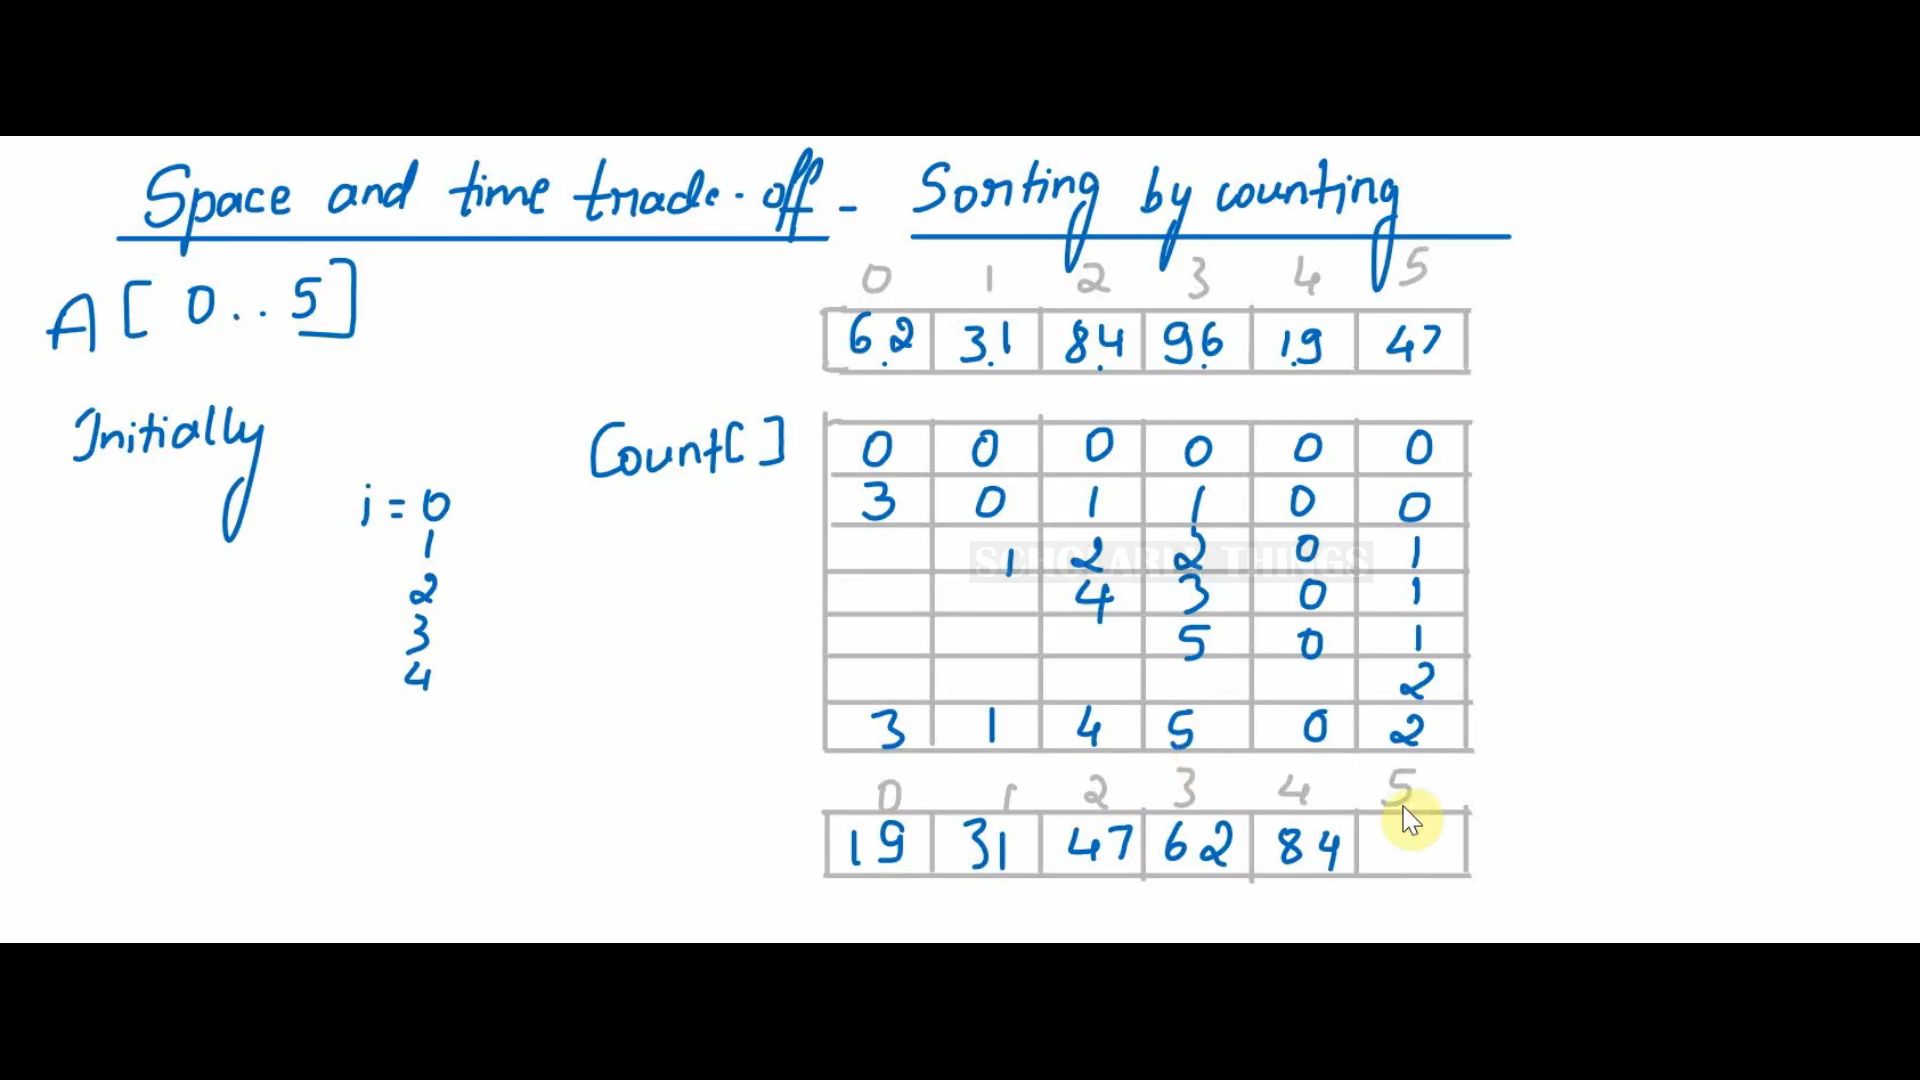 Space and time trade-off - Sorting by counting
A[0..5]
0 1 2 3 4 5
62 31 84 96 19 47
Initially Count[] 0 0 0 0 0 0
i = 0 3 0 1 1 0 0
1 1 2 2 0 1
SCHOLARLY THINGS
2 4 3 0 1
3 5 0 1
4 2
3 1 4 5 0 2
0 1 2 3 4 5
19 31 47 62 84